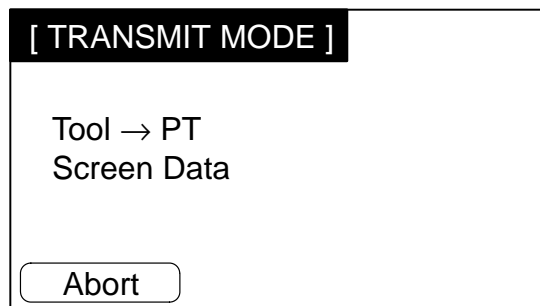 [ TRANSMIT MODE ]
Tool → PT
Screen Data
Abort